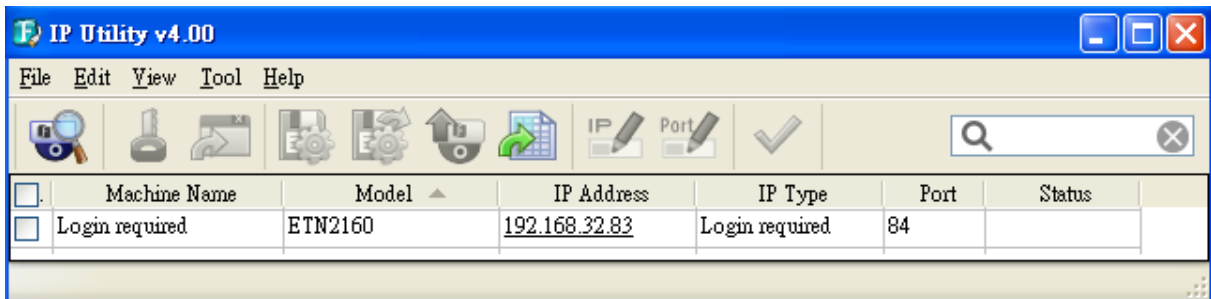 IP Utility v4.00
File Edit View Tool Help
IP Port
Machine Name Model IP Address IP Type Port Status
Login required ETN2160 192.168.32.83 Login required 84